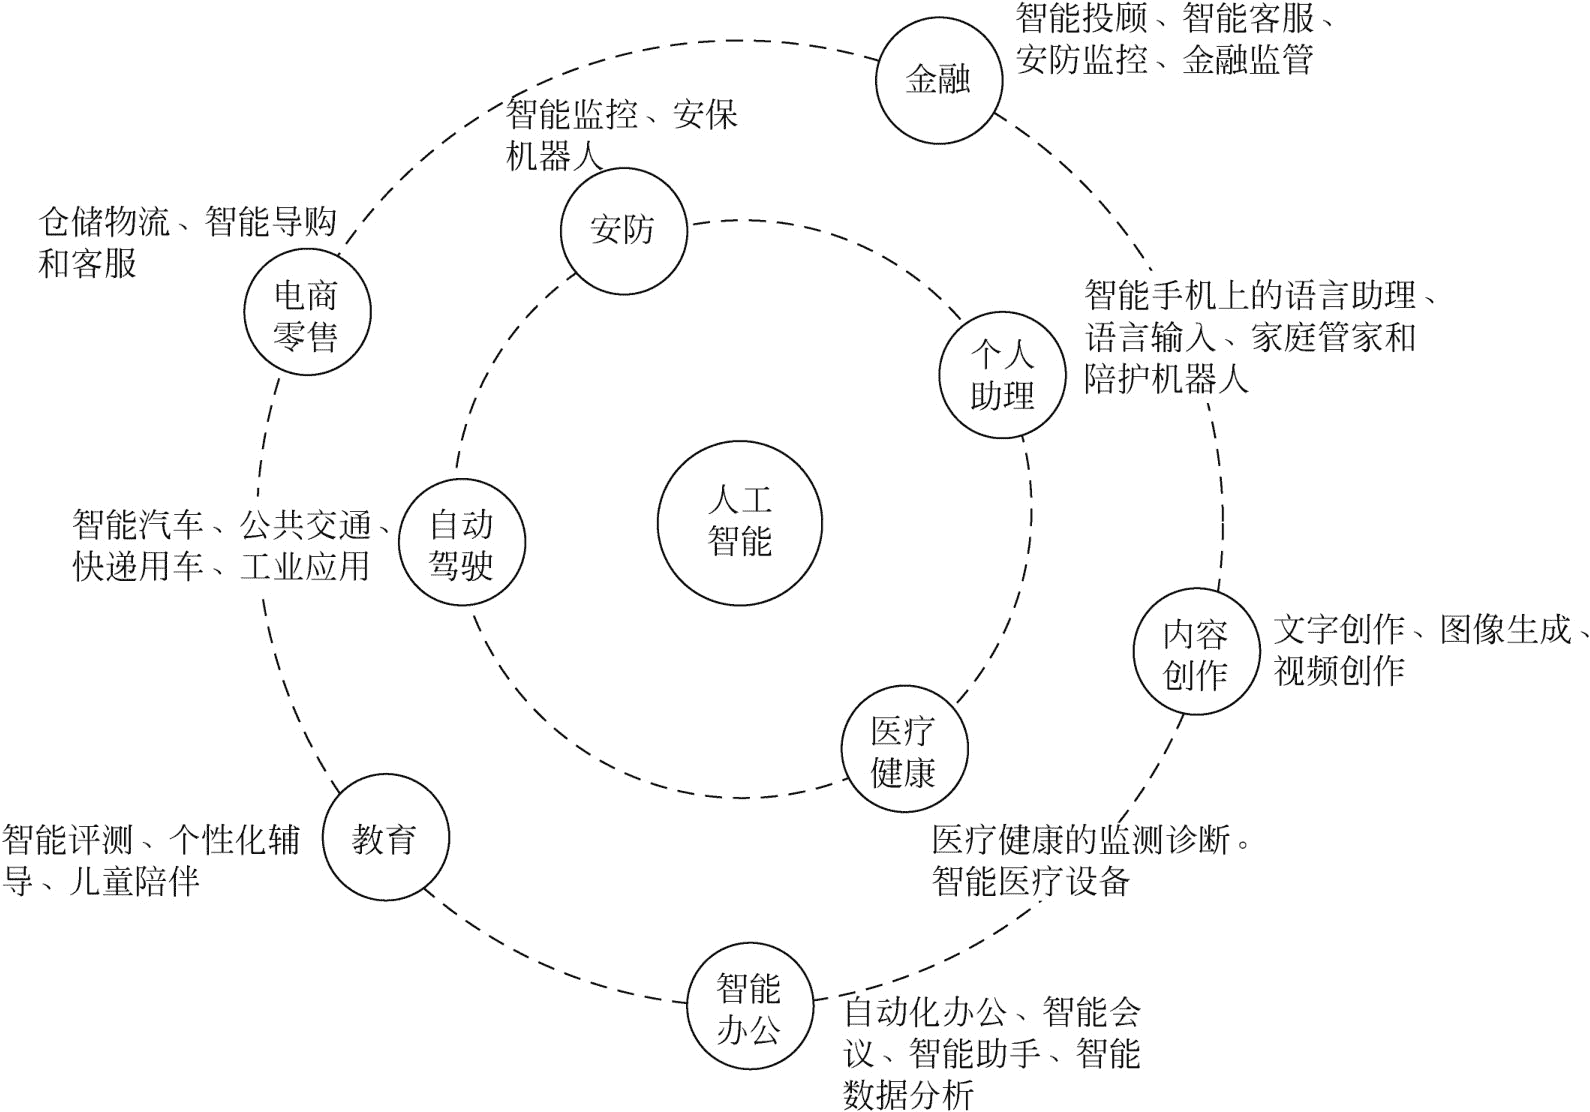 智能投顾、智能客服、
安防监控、金融监管
金融
智能监控、安保
机器人
安防
仓储物流、智能导购
和客服
电商
零售
智能手机上的语言助理、
语言输入、家庭管家和
陪护机器人
个人
助理
人工
智能
智能汽车、公共交通、
快递用车、工业应用
自动
驾驶
内容
创作
文字创作、图像生成、
视频创作
医疗
健康
医疗健康的监测诊断。
智能医疗设备
智能评测、个性化辅
导、儿童陪伴
教育
智能
办公
自动化办公、智能会
议、智能助手、智能
数据分析